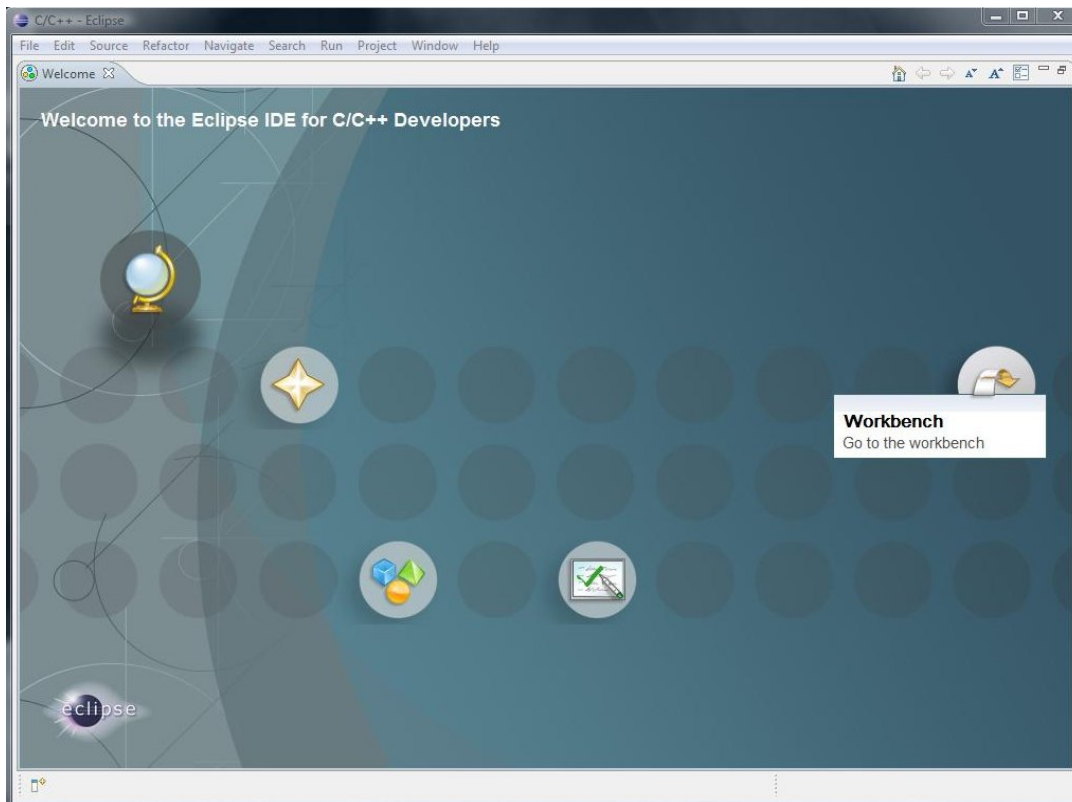 C/C++ - Eclipse
File Edit Source Refactor Navigate Search Run Project Window Help
Welcome
Welcome to the Eclipse IDE for C/C++ Developers
Workbench
Go to the workbench
eclipse